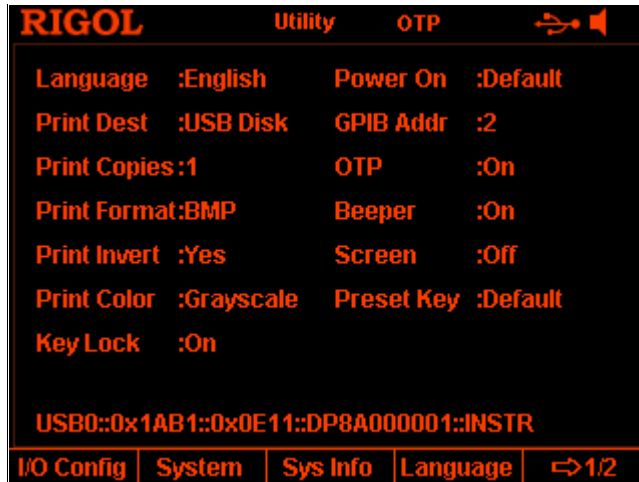 RIGOL Utility OTP
Language :English Power On :Default
Print Dest :USB Disk GPIB Addr :2
Print Copies:1 OTP :On
Print Format:BMP Beeper :On
Print Invert :Yes Screen :Off
Print Color :Grayscale Preset Key :Default
Key Lock :On
USB0::0x1AB1::0x0E11::DP8A000001::INSTR
I/O Config System Sys Info Language ⇨1/2